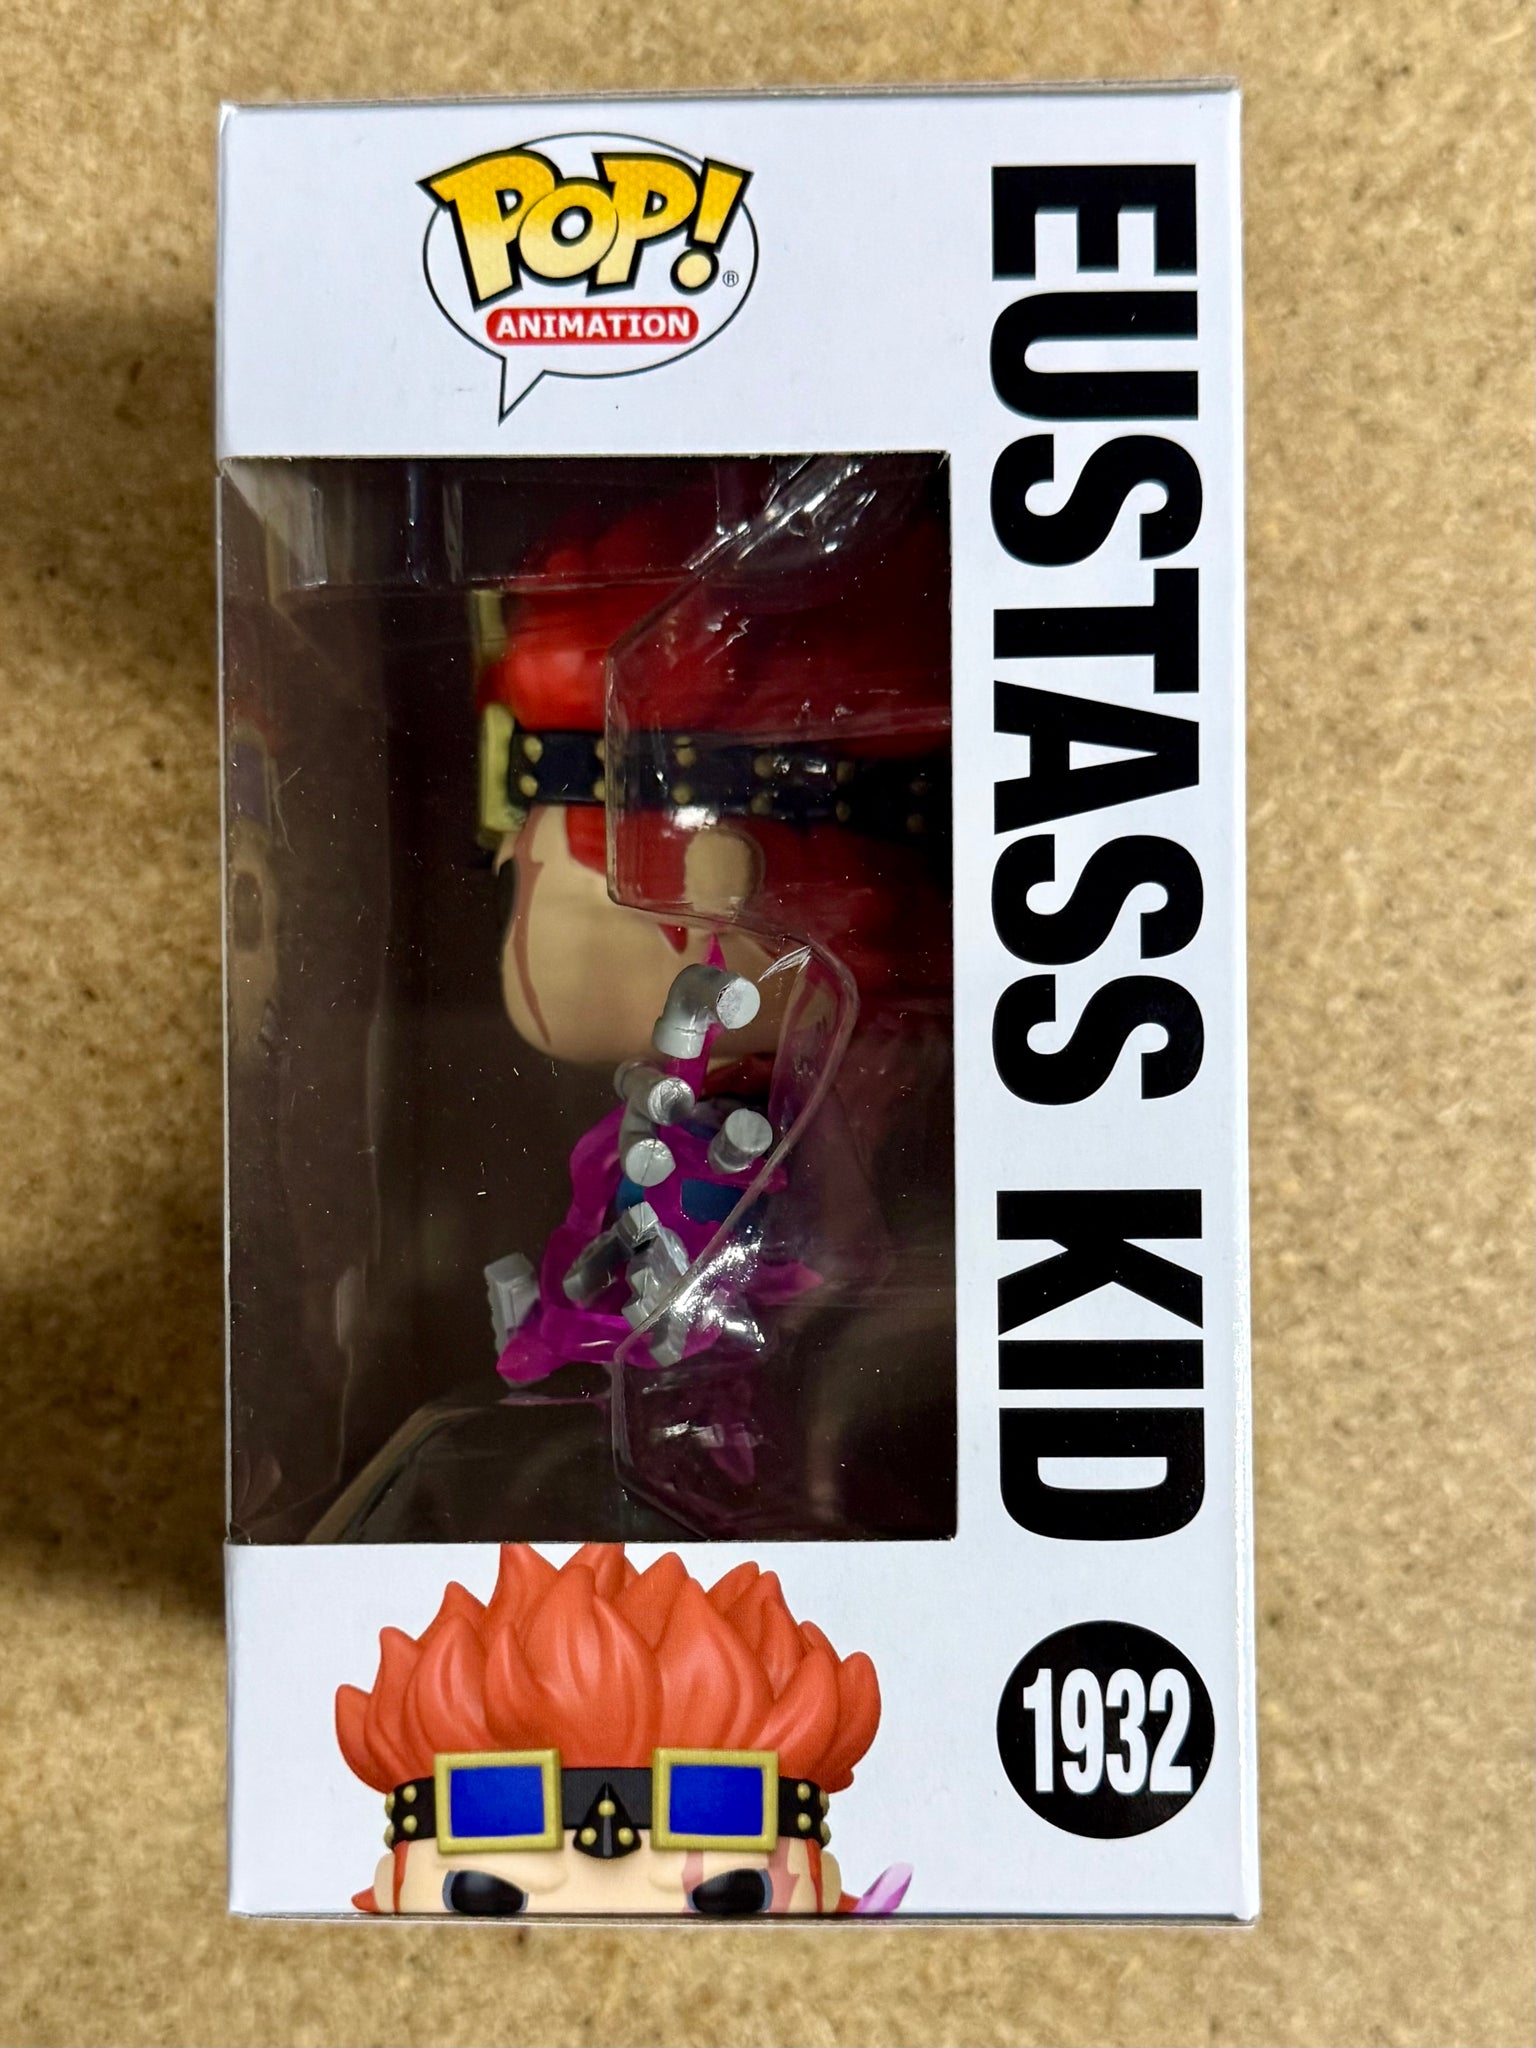 POP!®
ANIMATION
EUSTASS KID
1932